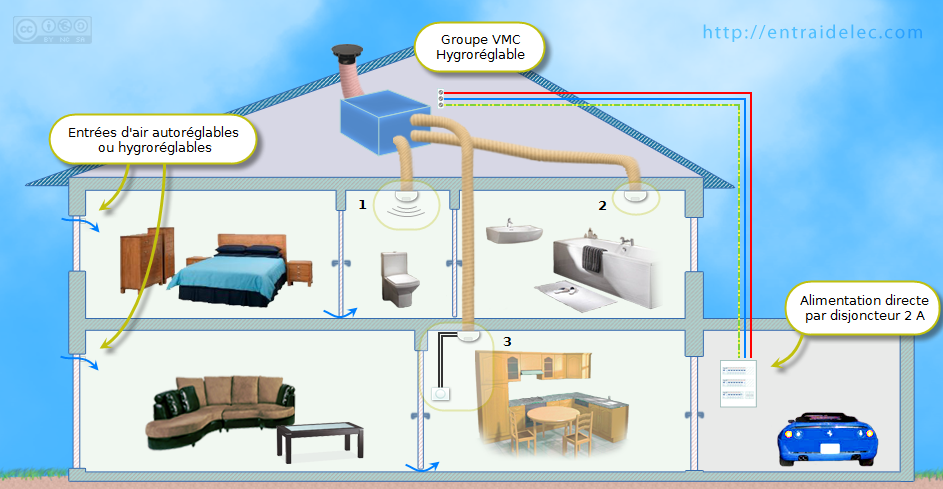 http://entraidelec.com
Groupe VMC
Hygroréglable
Entrées d'air autoréglables
ou hygroréglables
1
2
Alimentation directe
par disjoncteur 2 A
3